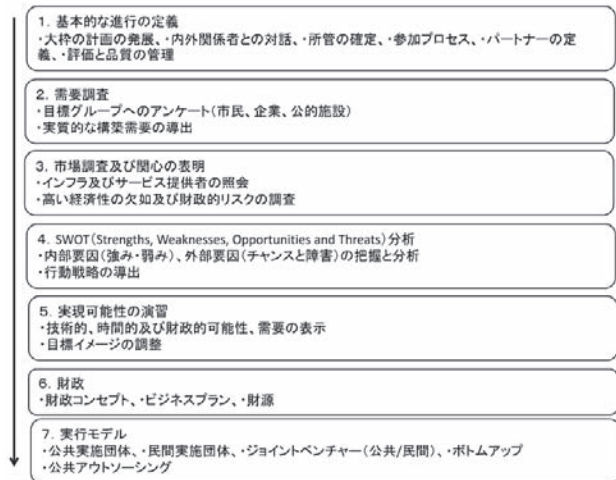 1. 基本的な進行の定義
・大枠の計画の発展、・内外関係者との対話、・所管の確定、・参加プロセス、・パートナーの定
義、・評価と品質の管理
2. 需要調査
・目標グループへのアンケート(市民、企業、公的施設)
・実質的な構築需要の導出
3. 市場調査及び関心の表明
・インフラ及びサービス提供者の照会
・高い経済性の欠如及び財政的リスクの調査
4. SWOT(Strengths, Weaknesses, Opportunities and Threats)分析
・内部要因(強み・弱み)、外部要因(チャンスと障害)の把握と分析
・行動戦略の導出
5. 実現可能性の演習
・技術的、時間的及び財政的可能性、需要の表示
・目標イメージの調整
6. 財政
・財政コンセプト、・ビジネスプラン、・財源
7. 実行モデル
・公共実施団体、・民間実施団体、・ジョイントベンチャー(公共/民間)、・ボトムアップ
・公共アウトソーシング